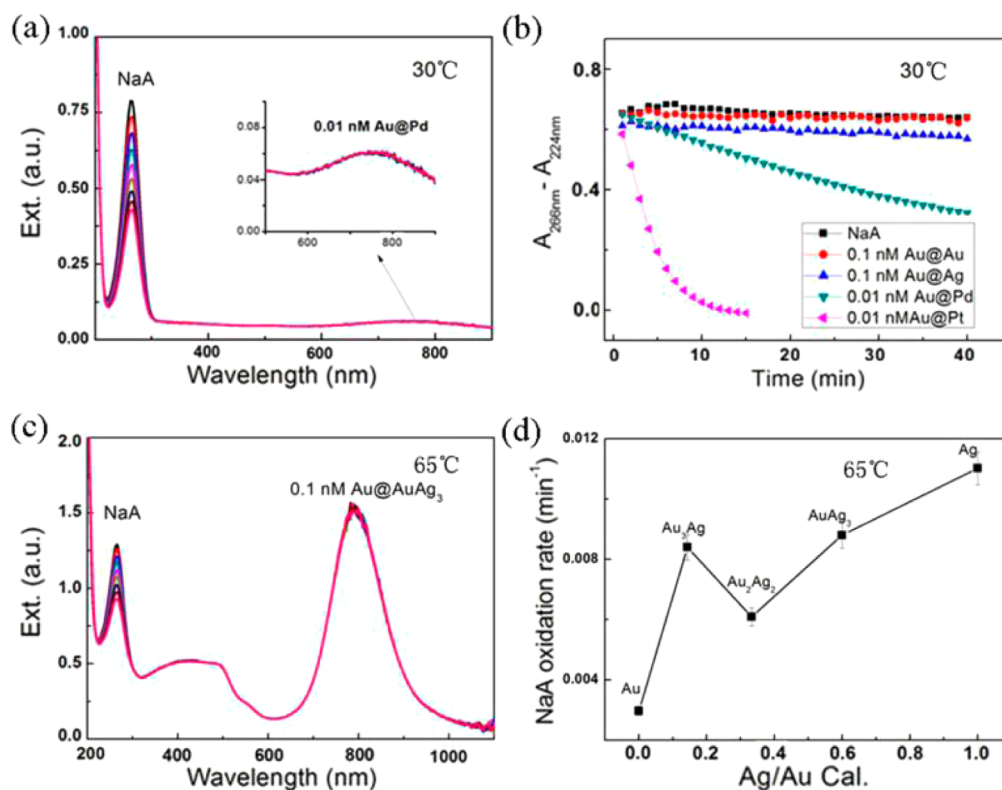 (a)
1.00
0.75
0.50
0.25
0.00
Ext. (a.u.)
NaA
30℃
0.01 nM Au@Pd
0.08
0.04
0.00
600
800
200
400
600
800
Wavelength (nm)
(b)
0.8
0.4
0.0
A266nm - A224nm
30℃
NaA
0.1 nM Au@Au
0.1 nM Au@Ag
0.01 nM Au@Pd
0.01 nMAu@Pt
0
10
20
30
40
Time (min)
(c)
2.0
1.5
1.0
0.5
0.0
Ext. (a.u.)
65℃
NaA
0.1 nM Au@AuAg3
200
400
600
800
1000
Wavelength (nm)
(d)
0.012
0.009
0.006
0.003
NaA oxidation rate (min-1)
65℃
Au
Au3Ag
Au2Ag2
AuAg3
Ag
0.0
0.2
0.4
0.6
0.8
1.0
Ag/Au Cal.